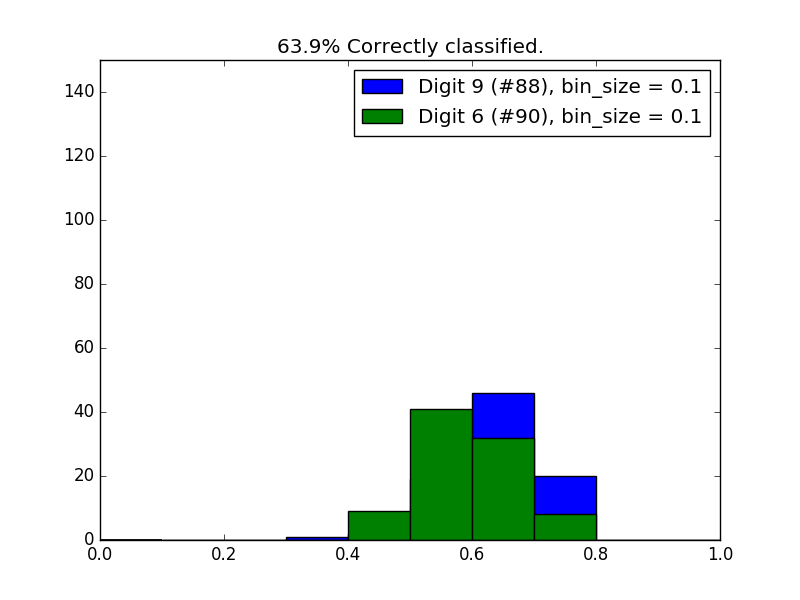 63.9% Correctly classified.
Digit 9 (#88), bin_size = 0.1
Digit 6 (#90), bin_size = 0.1
140
120
100
80
60
40
20
0
0.0 0.2 0.4 0.6 0.8 1.0